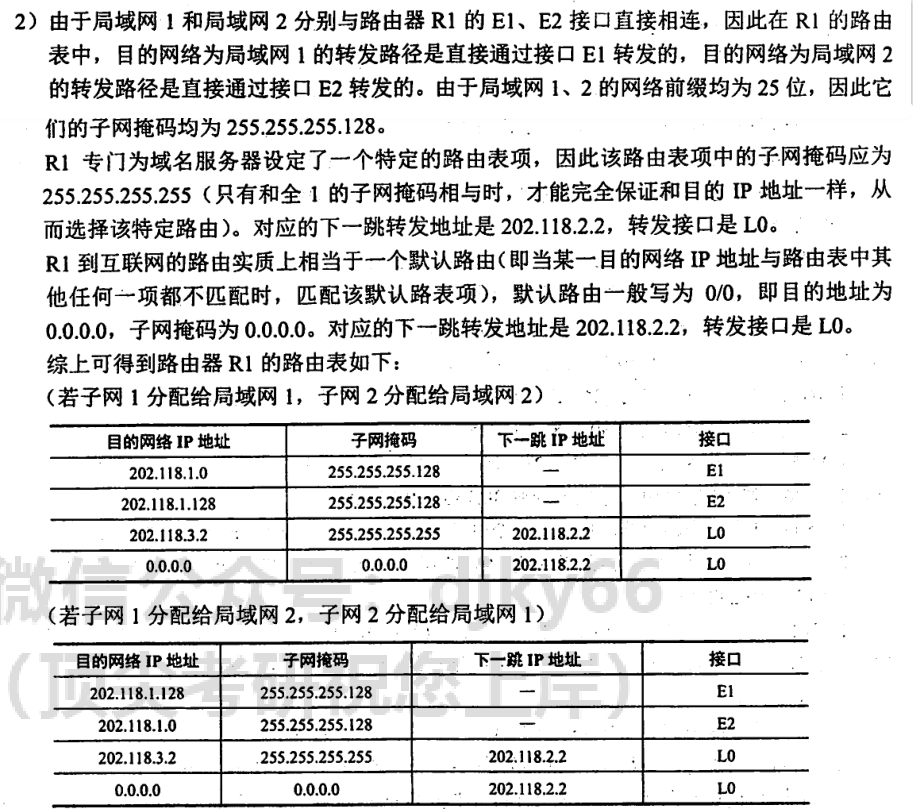 2）由于局域网 1 和局域网 2 分别与路由器 R1 的 E1、E2 接口直接相连，因此在 R1 的路由
表中，目的网络为局域网 1 的转发路径是直接通过接口 E1 转发的，目的网络为局域网 2
的转发路径是直接通过接口 E2 转发的。由于局域网 1、2 的网络前缀均为 25 位，因此它
们的子网掩码均为 255.255.255.128。
R1 专门为域名服务器设定了一个特定的路由表项，因此该路由表项中的子网掩码应为
255.255.255.255（只有和全 1 的子网掩码相与时，才能完全保证和目的 IP 地址一样，从
而选择该特定路由）。对应的下一跳转发地址是 202.118.2.2，转发接口是 L0。
R1 到互联网的路由实质上相当于一个默认路由（即当某一目的网络 IP 地址与路由表中其
他任何一项都不匹配时，匹配该默认路表项），默认路由一般写为 0/0，即目的地址为
0.0.0.0，子网掩码为 0.0.0.0。对应的下一跳转发地址是 202.118.2.2，转发接口是 L0。
综上可得到路由器 R1 的路由表如下：
（若子网 1 分配给局域网 1，子网 2 分配给局域网 2）
目的网络 IP 地址 子网掩码 下一跳 IP 地址 接口
202.118.1.0 255.255.255.128 — E1
202.118.1.128 255.255.255.128 — E2
202.118.3.2 255.255.255.255 202.118.2.2 L0
0.0.0.0 0.0.0.0 202.118.2.2 L0
微信公众号：djky66
（若子网 1 分配给局域网 2，子网 2 分配给局域网 1）
目的网络 IP 地址 子网掩码 下一跳 IP 地址 接口
（顶尖考研祝您上岸）
202.118.1.128 255.255.255.128 — E1
202.118.1.0 255.255.255.128 — E2
202.118.3.2 255.255.255.255 202.118.2.2 L0
0.0.0.0 0.0.0.0 202.118.2.2 L0